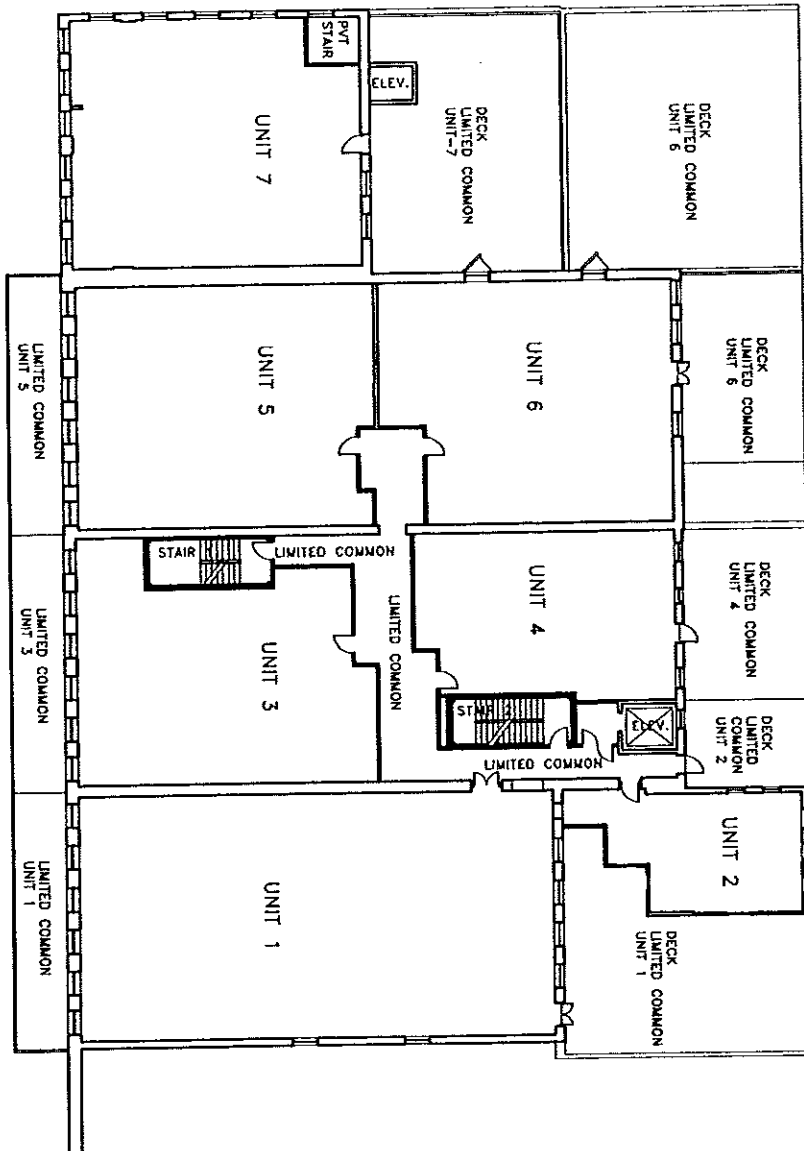 PVT
STAIR
ELEV.
UNIT 7
DECK
LIMITED COMMON
UNIT-7
DECK
LIMITED COMMON
UNIT 6
LIMITED COMMON
UNIT 5
UNIT 5
UNIT 6
DECK
LIMITED COMMON
UNIT 6
STAIR 1
LIMITED COMMON
LIMITED COMMON
UNIT 3
UNIT 3
LIMITED COMMON
UNIT 4
DECK
LIMITED COMMON
UNIT 4
STAIR 2
ELEV.
LIMITED COMMON
DECK
LIMITED
COMMON
UNIT 2
LIMITED COMMON
UNIT 1
UNIT 1
UNIT 2
DECK
LIMITED COMMON
UNIT 1